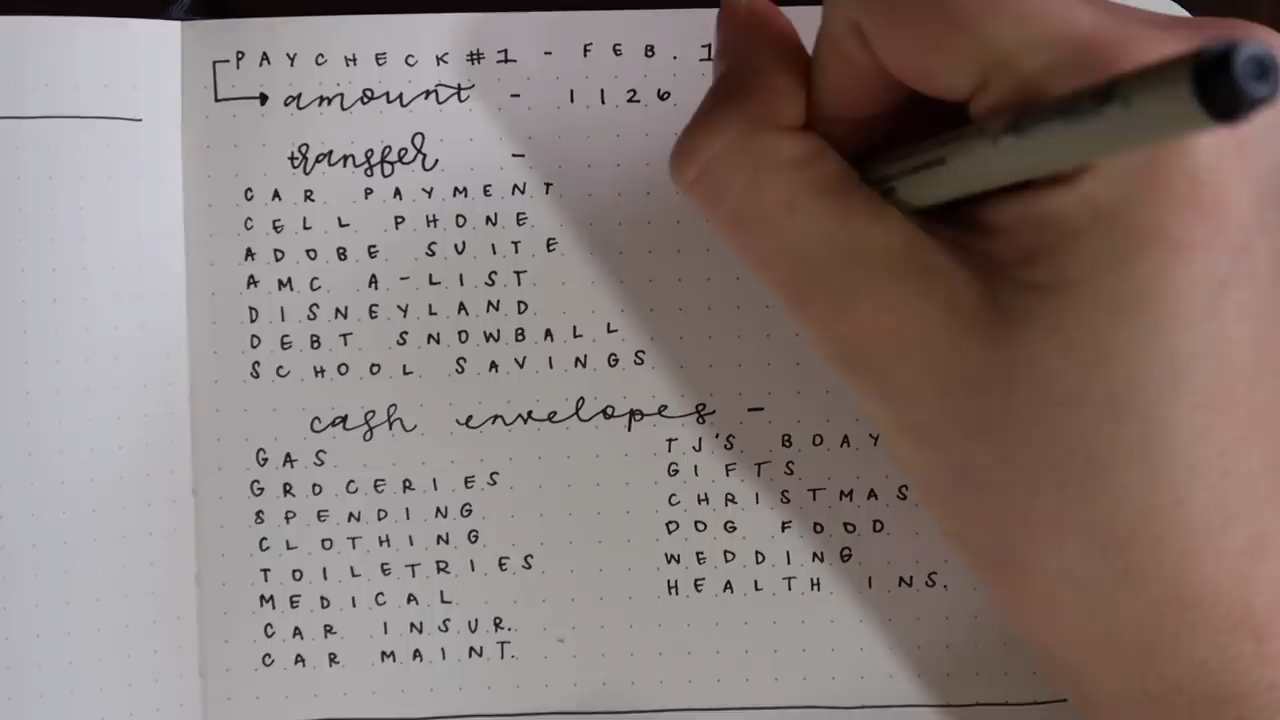 PAYCHECK #1 - FEB. 1
amount - 1126
transfer -
CAR PAYMENT
CELL PHONE
ADOBE SUITE
AMC A-LIST
DISNEYLAND
DEBT SNOWBALL
SCHOOL SAVINGS
cash envelopes -
GAS
GROCERIES
SPENDING
CLOTHING
TOILETRIES
MEDICAL
CAR INSUR.
CAR MAINT.
TJ'S BDAY
GIFTS
CHRISTMAS
DOG FOOD
WEDDING
HEALTH INS.